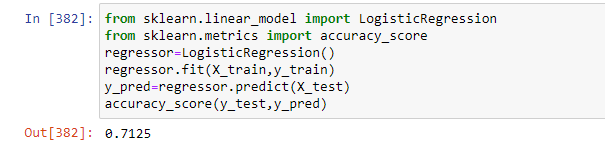 In [382]: from sklearn.linear_model import LogisticRegression
from sklearn.metrics import accuracy_score
regressor=LogisticRegression()
regressor.fit(X_train,y_train)
y_pred=regressor.predict(X_test)
accuracy_score(y_test,y_pred)
Out[382]: 0.7125